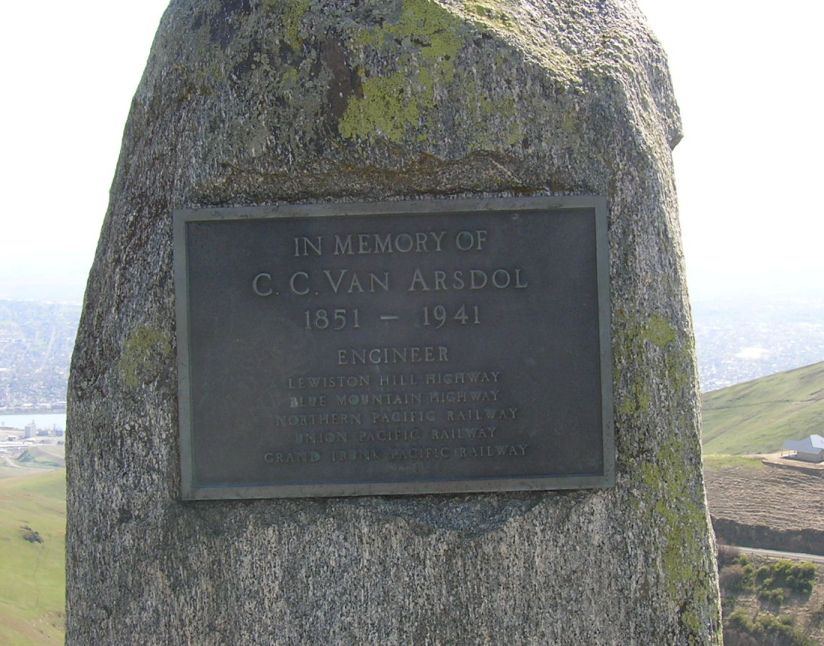 IN MEMORY OF
C. C. VAN ARSDOL
1851 – 1941
ENGINEER
LEWISTON HILL HIGHWAY
BLUE MOUNTAIN HIGHWAY
NORTHERN PACIFIC RAILWAY
UNION PACIFIC RAILWAY
GRAND TRUNK PACIFIC RAILWAY